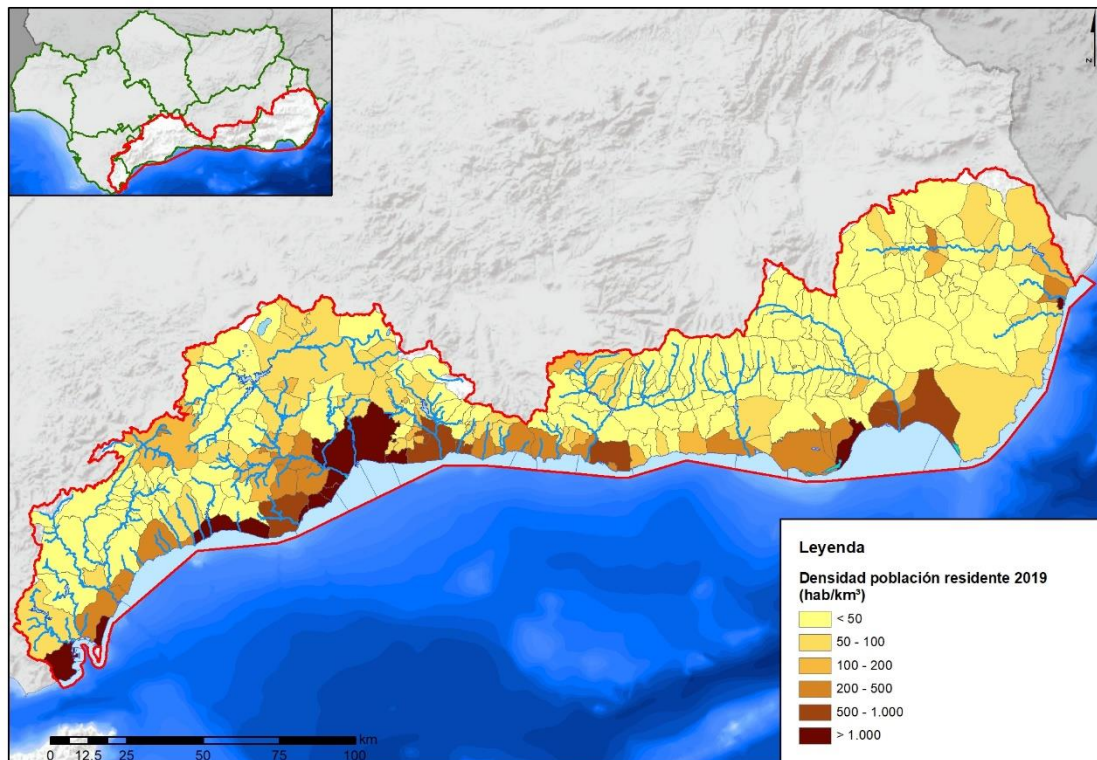 z
Leyenda
Densidad población residente 2019
(hab/km³)
< 50
50 - 100
100 - 200
200 - 500
500 - 1.000
> 1.000
km
0 12,5 25 50 75 100